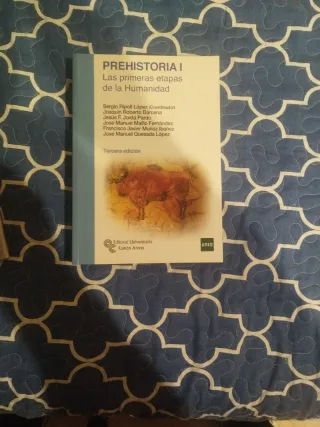 PREHISTORIA I
Las primeras etapas
de la Humanidad
Sergio Ripoll López (Coordinador)
Joaquín Roberto Bárcena
Jesús F. Jordá Pardo
José Manuel Maíllo Fernández
Francisco Javier Muñoz Ibáñez
José Manuel Quesada López
Tercera edición
Editorial Universitaria
Ramón Areces
UNED